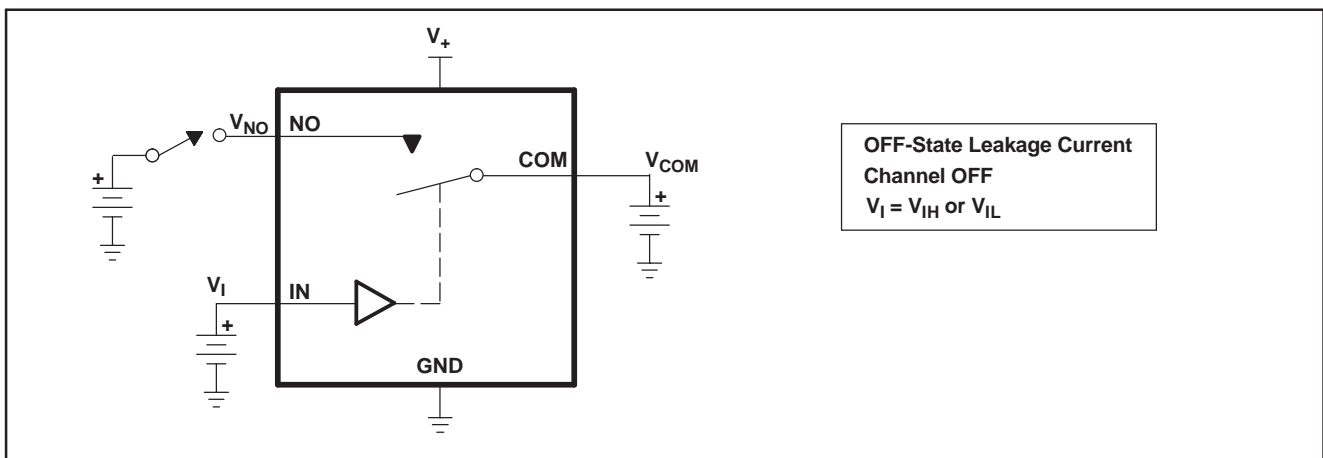 V+
VNO NO
COM VCOM
+
+
VI IN
+
GND
OFF-State Leakage Current
Channel OFF
VI = VIH or VIL